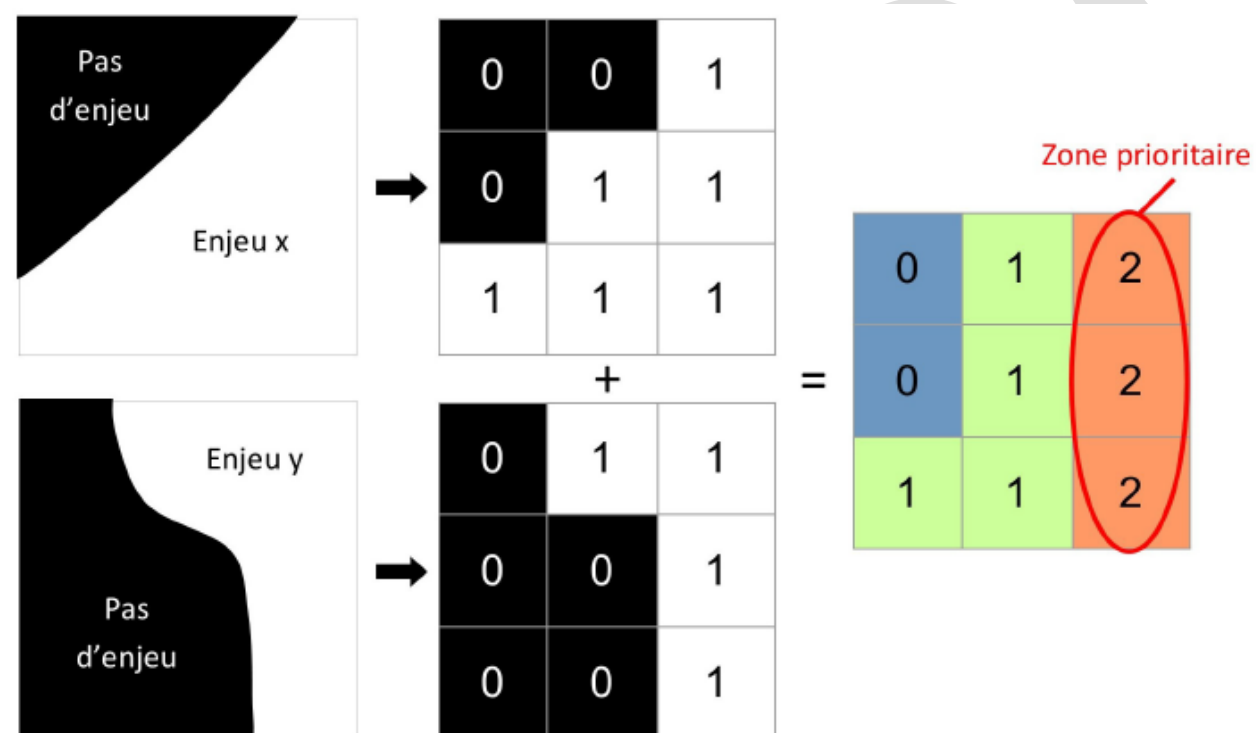 Pas
d'enjeu
Enjeu x
0 0 1
0 1 1
1 1 1
+
Enjeu y
Pas
d'enjeu
0 1 1
0 0 1
0 0 1
=
Zone prioritaire
0 1 2
0 1 2
1 1 2